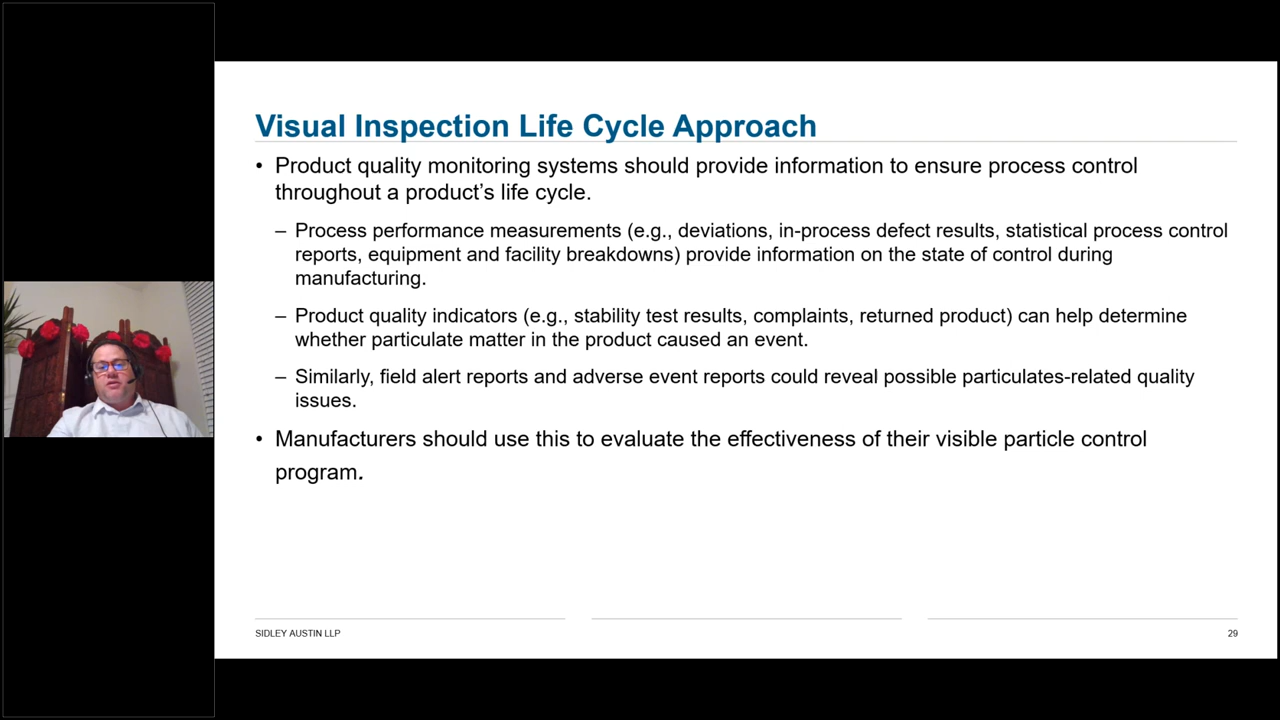 Visual Inspection Life Cycle Approach
• Product quality monitoring systems should provide information to ensure process control
throughout a product’s life cycle.
– Process performance measurements (e.g., deviations, in-process defect results, statistical process control
reports, equipment and facility breakdowns) provide information on the state of control during
manufacturing.
– Product quality indicators (e.g., stability test results, complaints, returned product) can help determine
whether particulate matter in the product caused an event.
– Similarly, field alert reports and adverse event reports could reveal possible particulates-related quality
issues.
• Manufacturers should use this to evaluate the effectiveness of their visible particle control
program.
SIDLEY AUSTIN LLP
29